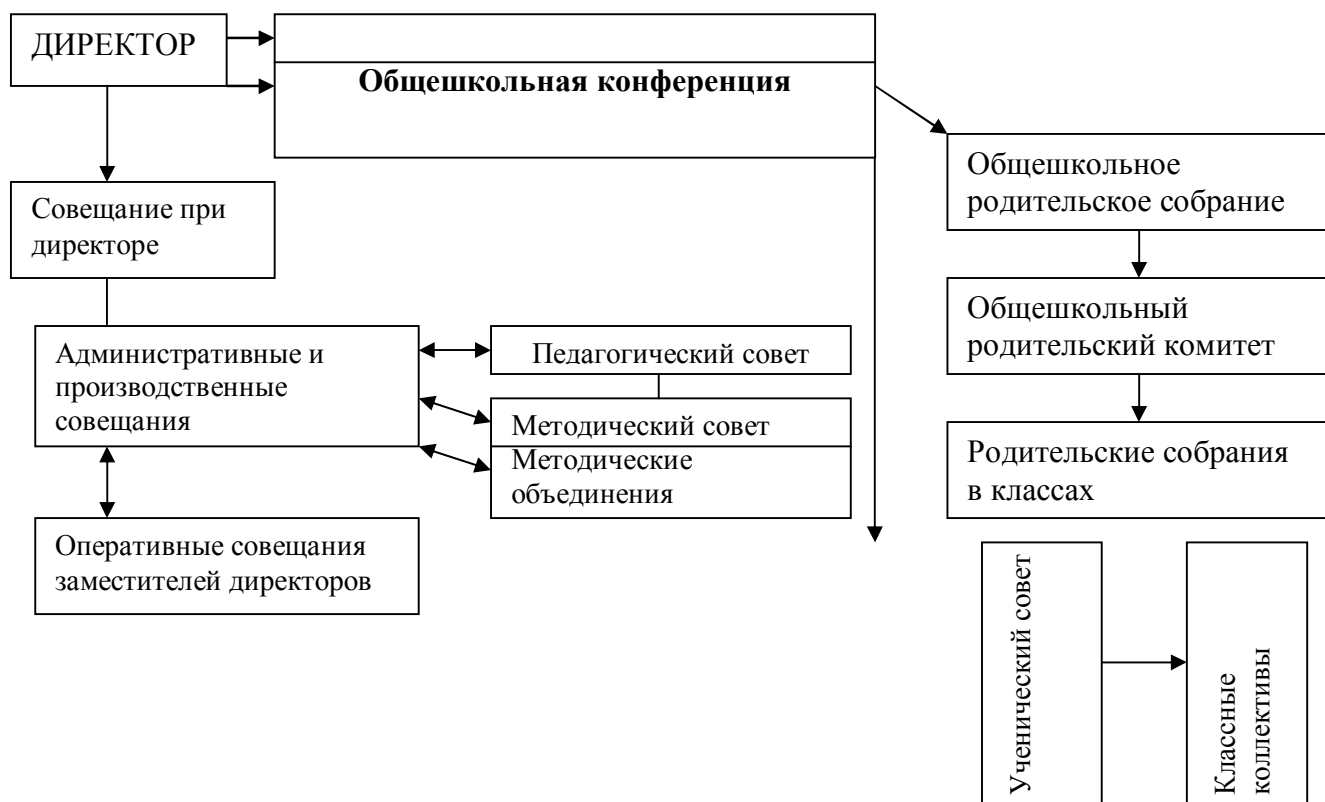 ДИРЕКТОР
Общешкольная конференция
Общешкольное
родительское собрание
Совещание при
директоре
Общешкольный
родительский комитет
Административные и
производственные
совещания
Педагогический совет
Методический совет
Методические
объединения
Родительские собрания
в классах
Оперативные совещания
заместителей директоров
Ученический совет
Классные
коллективы